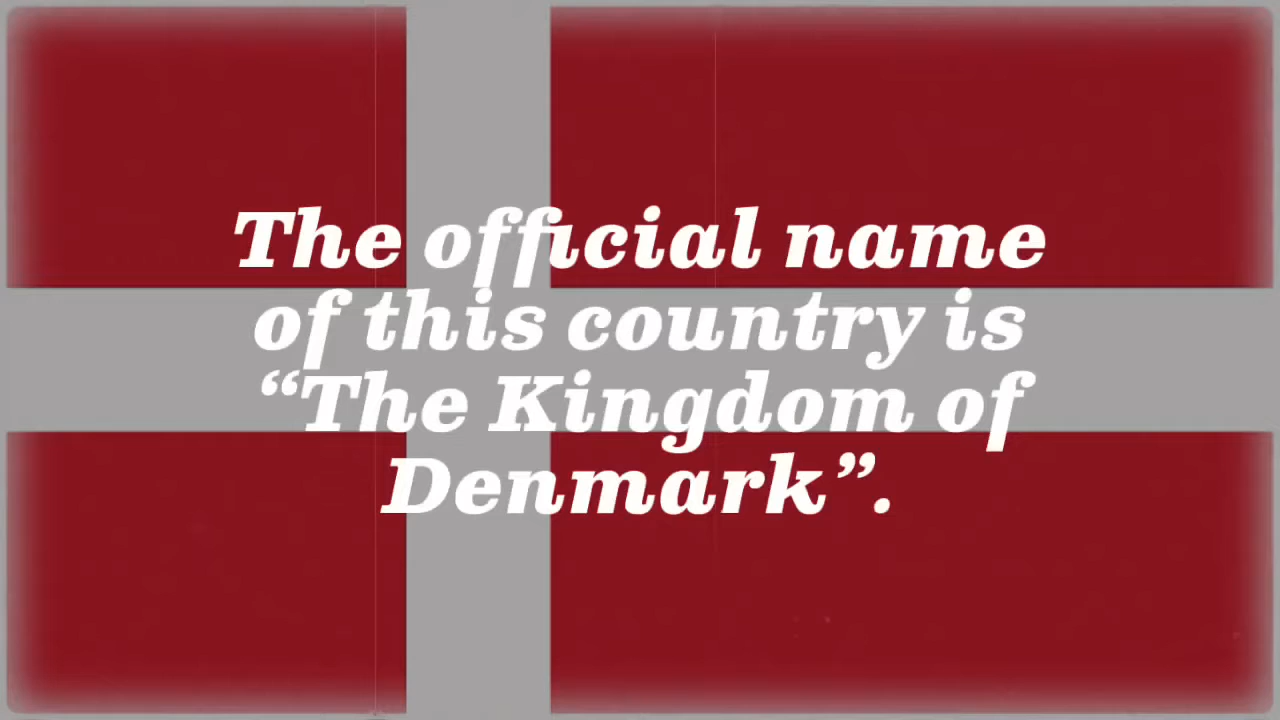 The official name
of this country is
“The Kingdom of
Denmark”.